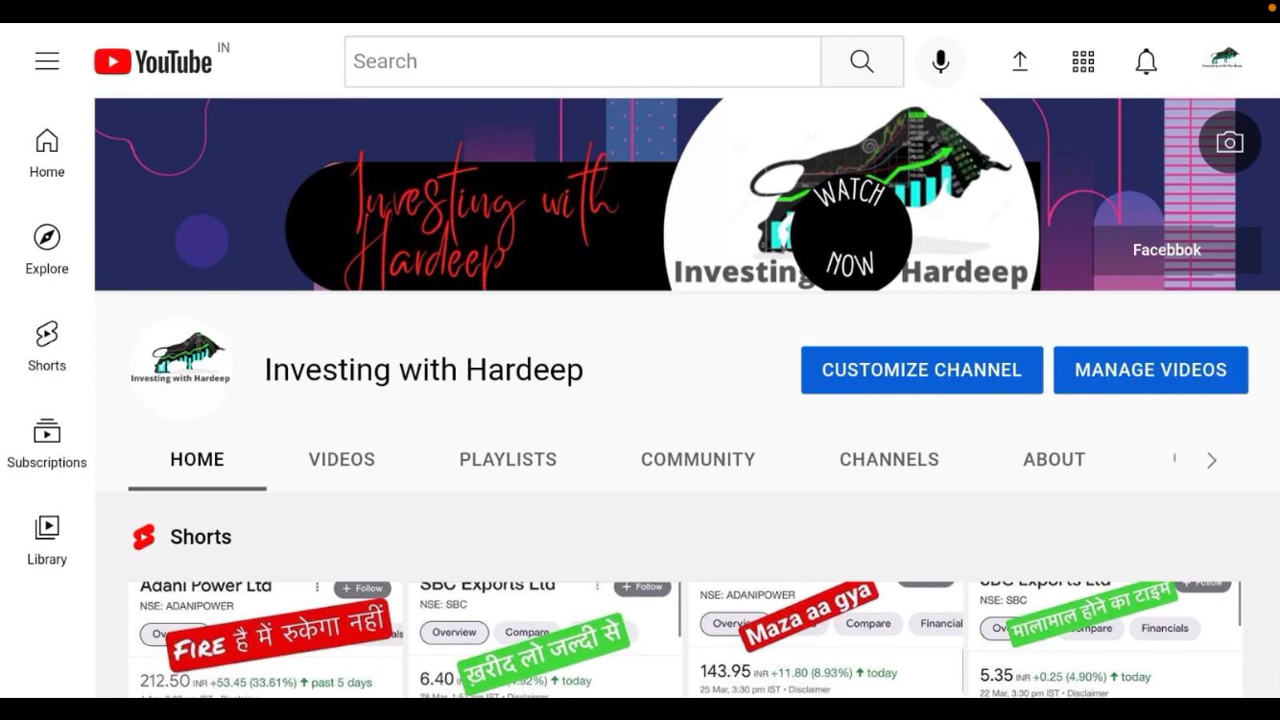 YouTube IN
Search
Home
Explore
Shorts
Subscriptions
Library
Investing with
Hardeep
WATCH
NOW
Investing Hardeep
Facebbok
Investing with Hardeep
Investing with Hardeep
CUSTOMIZE CHANNEL
MANAGE VIDEOS
HOME
VIDEOS
PLAYLISTS
COMMUNITY
CHANNELS
ABOUT
Shorts
Adani Power Ltd
+ Follow
NSE: ADANIPOWER
FIRE है में रुकेगा नहीं
212.50 INR +53.45 (33.61%) ↑ past 5 days
SBC Exports Ltd
+ Follow
NSE: SBC
Overview
Compare
ख़रीद लो जल्दी से
6.40 ↑ today
NSE: ADANIPOWER
Maza aa gya
Compare
Financial
143.95 INR +11.80 (8.93%) ↑ today
25 Mar, 3:30 pm IST • Disclaimer
SBC Exports Ltd
NSE: SBC
मालामाल होने का टाइम
Financials
5.35 INR +0.25 (4.90%) ↑ today
22 Mar, 3:30 pm IST • Disclaimer